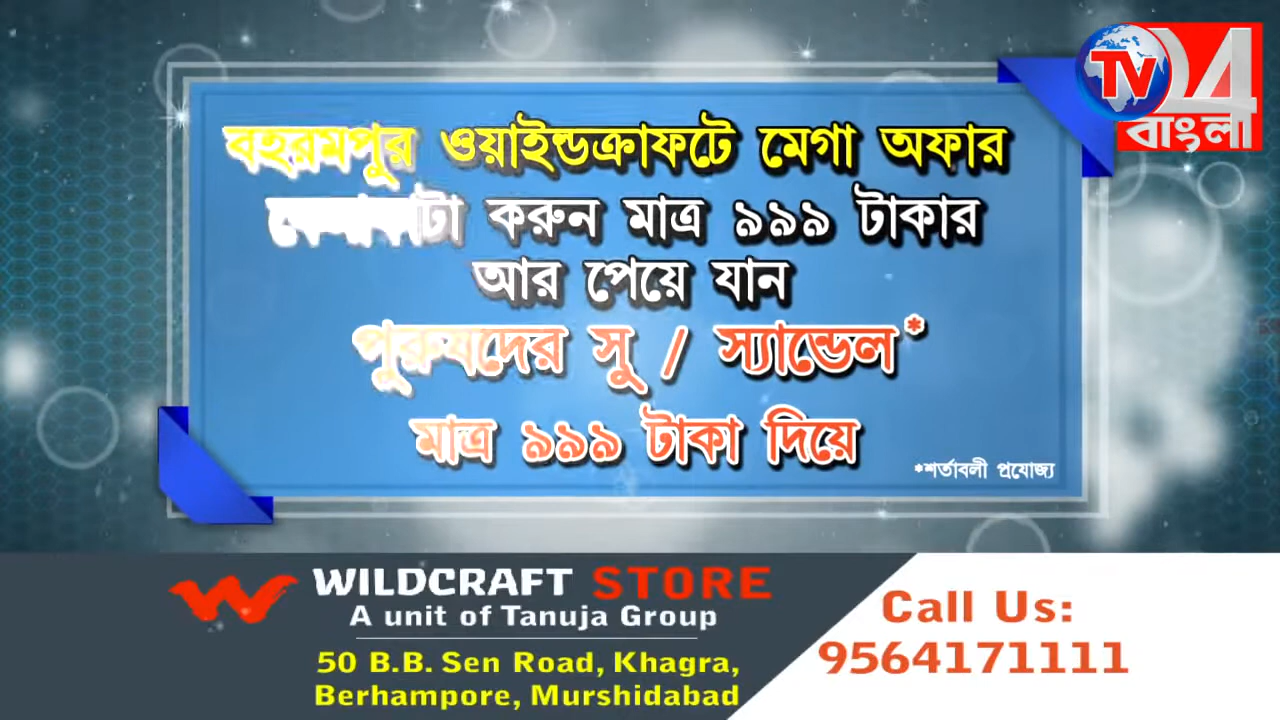 TV
24
বাংলা
বহরমপুর ওয়াইল্ডক্রাফটে মেগা অফার
কেনাকাটা করুন মাত্র ৯৯৯ টাকার
আর পেয়ে যান
পুরুষদের সু / স্যান্ডেল*
মাত্র ৯৯৯ টাকা দিয়ে
*শর্তাবলী প্রযোজ্য
WILDCRAFT STORE
A unit of Tanuja Group
50 B.B. Sen Road, Khagra,
Berhampore, Murshidabad
Call Us:
9564171111